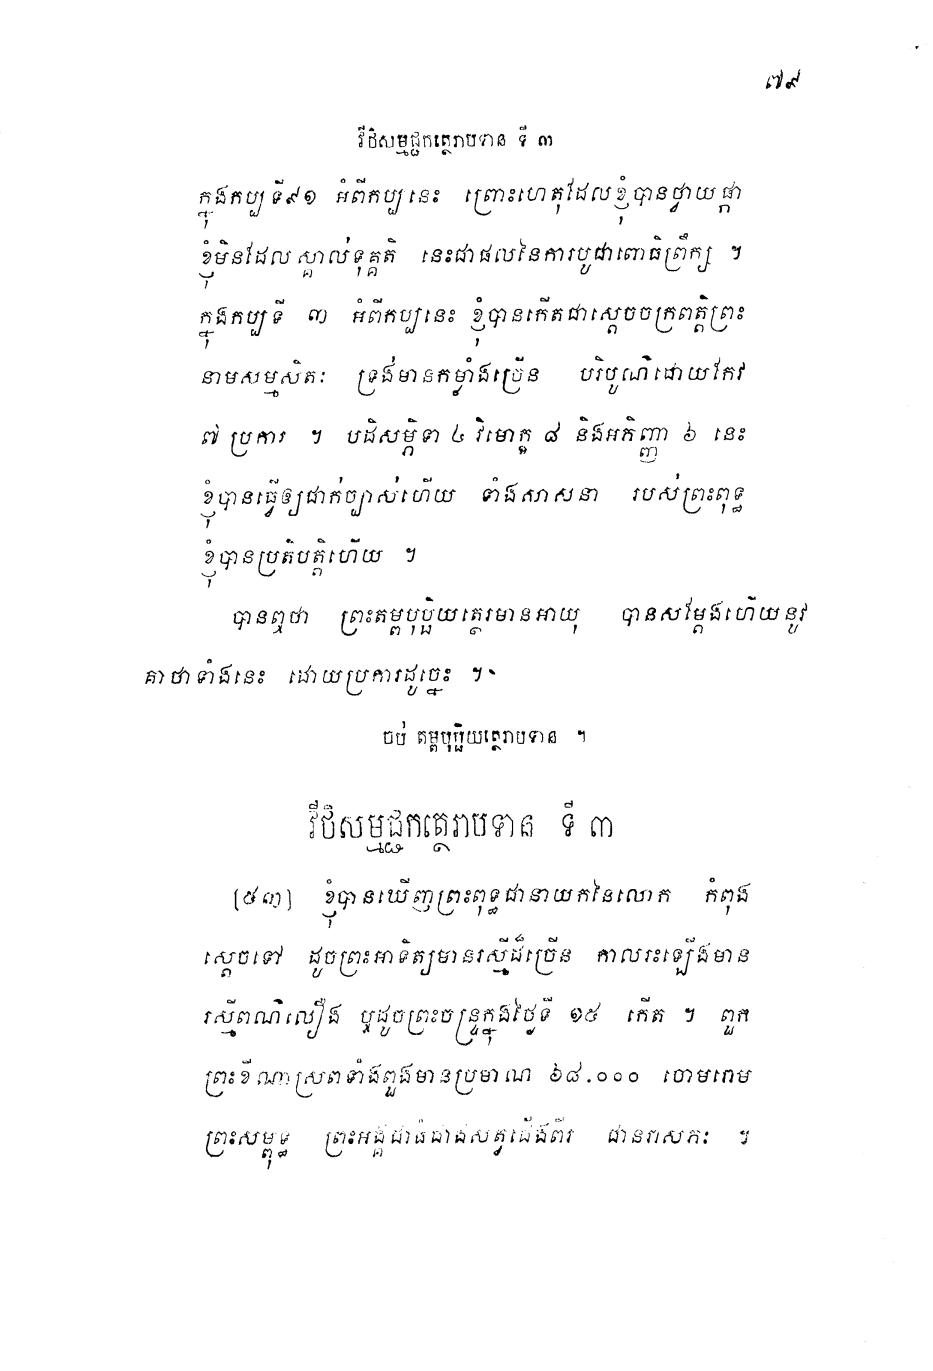 ៧៩
វីថិសម្មជ្ជកត្ថេរាបទាន ទី ៣
ក្នុងកប្បទី៩១ អំពីកប្បនេះ ព្រោះហេតុដែលខ្ញុំបានថ្វាយផ្កា
ខ្ញុំមិនដែលស្គាល់ទុគ្គតិ នេះជាផលនៃការបូជាពោធិព្រឹក្ស ។
ក្នុងកប្បទី ៣ អំពីកប្បនេះ ខ្ញុំបានកើតជាស្តេចចក្រពត្តិព្រះ
នាមសម្មសិតៈ ទ្រង់មានកម្លាំងច្រើន បរិបូណ៌ដោយកែវ
៧ ប្រការ ។ បដិសម្ភិទា ៤ វិមោក្ខ ៨ និងអភិញ្ញា ៦ នេះ
ខ្ញុំបានធ្វើឲ្យជាក់ច្បាស់ហើយ ទាំងសាសនា របស់ព្រះពុទ្ធ
ខ្ញុំបានប្រតិបត្តិហើយ ។
បានឮថា ព្រះតម្ពបុប្ផិយត្ថេរមានអាយុ បានសម្តែងហើយនូវ
គាថាទាំងនេះ ដោយប្រការដូច្នេះ ។
ចប់ តម្ពបុប្ផិយត្ថេរាបទាន ។
វីថិសម្មជ្ជកត្ថេរាបទាន ទី ៣
[៥៣] ខ្ញុំបានឃើញព្រះពុទ្ធជានាយកនៃលោក កំពុង
ស្តេចទៅ ដូចព្រះអាទិត្យមានរស្មីដ៏ច្រើន កាលរះឡើងមាន
រស្មីពណ៌លឿង ឬដូចព្រះចន្ទ្រក្នុងថ្ងៃទី ១៥ កើត ។ ពួក
ព្រះខីណាស្រពទាំងពួងមានប្រមាណ ៦៨.០០០ ចោមរោម
ព្រះសម្ពុទ្ធ ព្រះអង្គជាធំជាងសត្វជើងពីរ ជានរាសភៈ ។